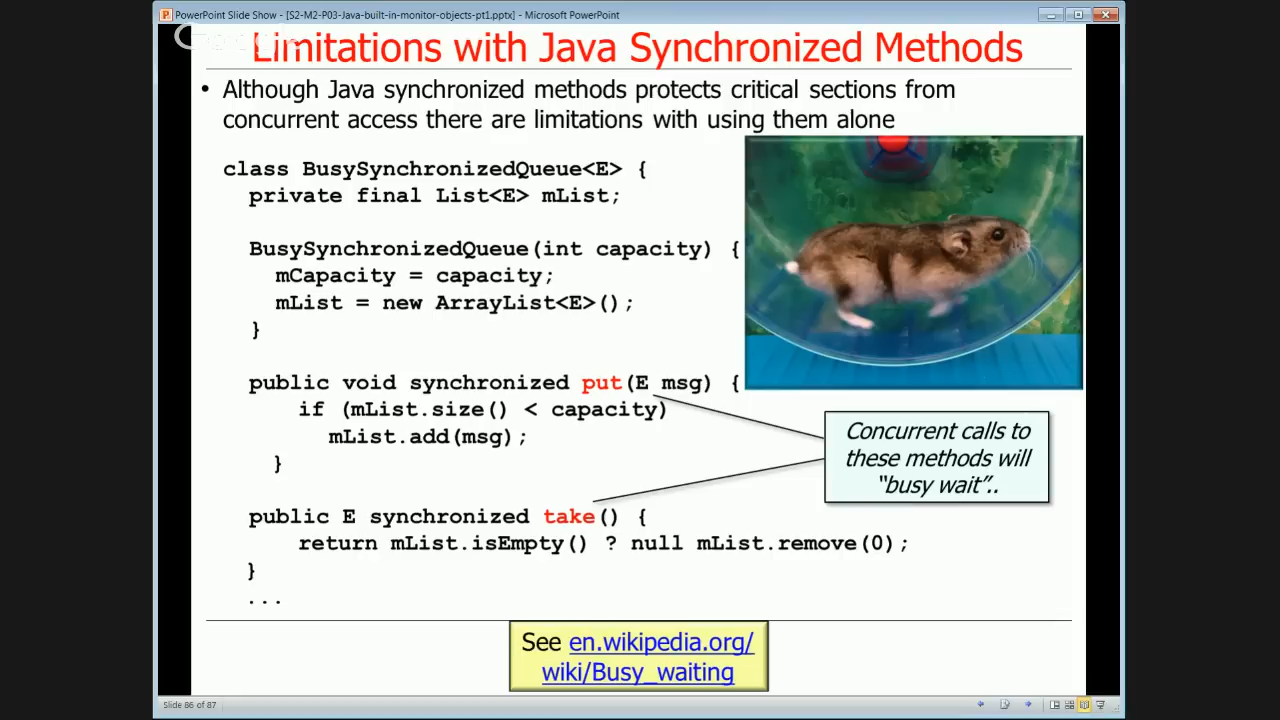 PowerPoint Slide Show - [S2-M2-P03-Java-built-in-monitor-objects-pt1.pptx] - Microsoft PowerPoint
Limitations with Java Synchronized Methods
• Although Java synchronized methods protects critical sections from
concurrent access there are limitations with using them alone
class BusySynchronizedQueue<E> {
private final List<E> mList;
BusySynchronizedQueue(int capacity) {
mCapacity = capacity;
mList = new ArrayList<E>();
}
public void synchronized put(E msg) {
if (mList.size() < capacity)
mList.add(msg);
}
public E synchronized take() {
return mList.isEmpty() ? null mList.remove(0);
}
...
Concurrent calls to
these methods will
“busy wait”..
See en.wikipedia.org/
wiki/Busy_waiting
Slide 86 of 87